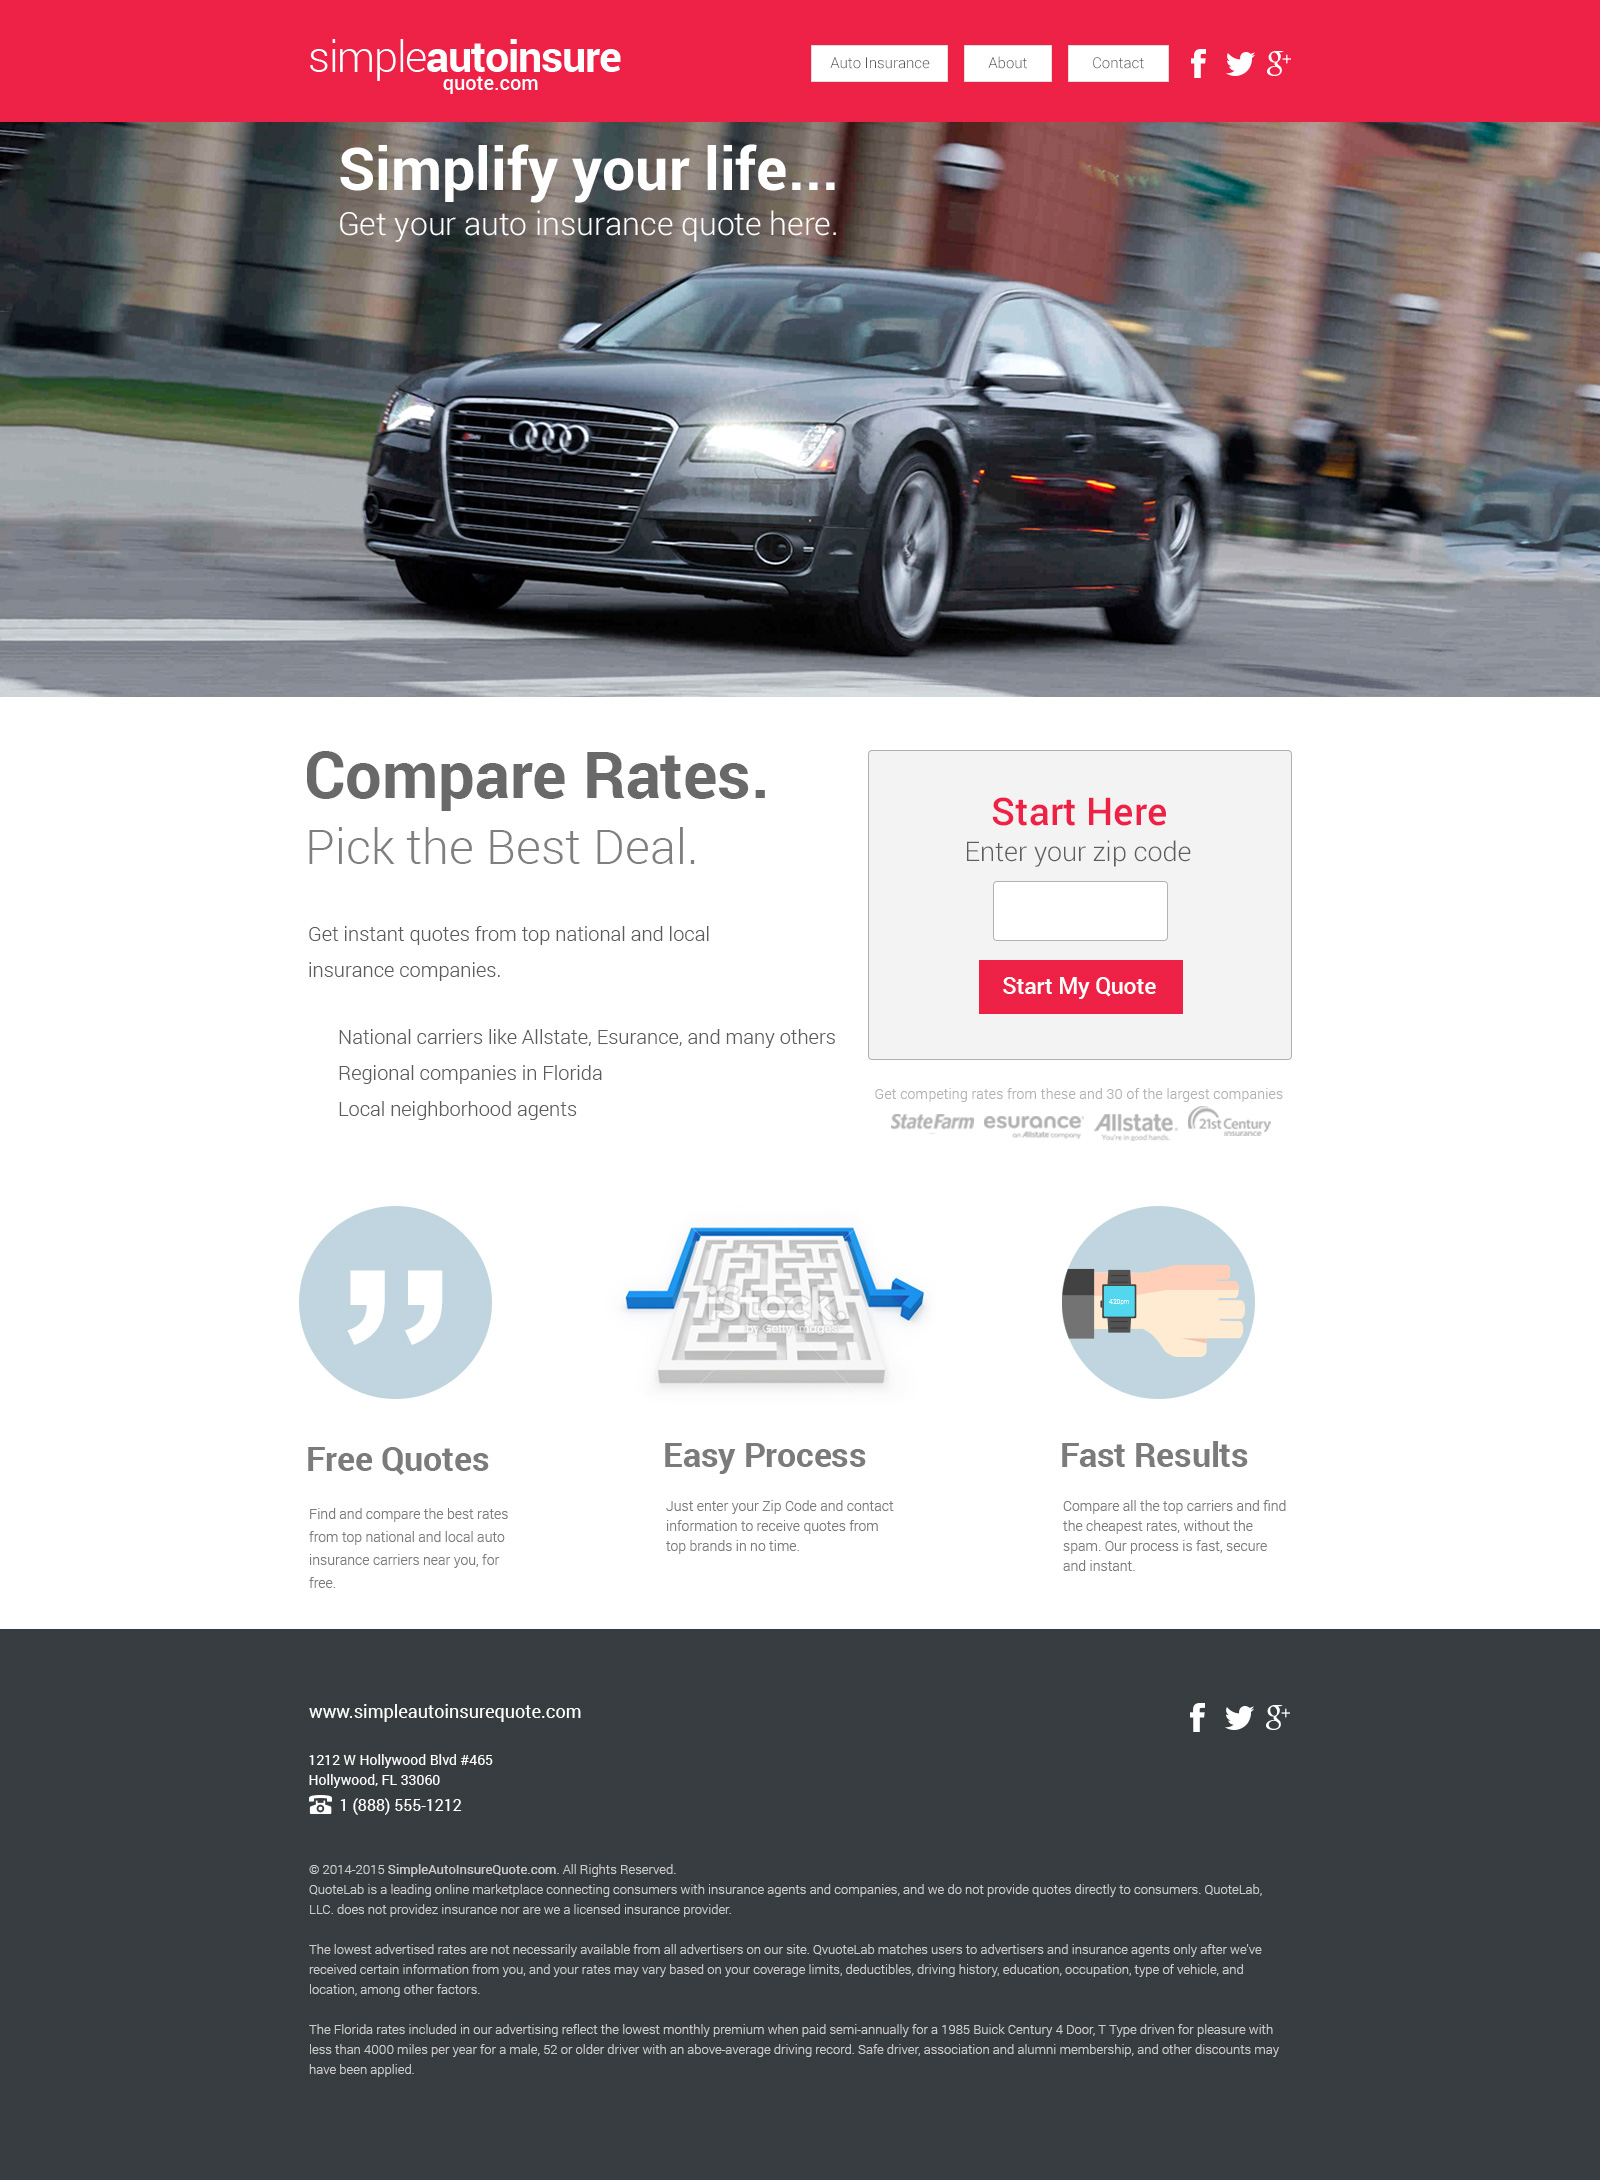 simpleautoinsure
quote.com
Auto Insurance
About
Contact
f
g+
Simplify your life...
Get your auto insurance quote here.
Compare Rates.
Pick the Best Deal.
Get instant quotes from top national and local
insurance companies.
National carriers like Allstate, Esurance, and many others
Regional companies in Florida
Local neighborhood agents
Start Here
Enter your zip code
Start My Quote
Get competing rates from these and 30 of the largest companies
StateFarm
esurance
an Allstate company
Allstate
You're in good hands.
21st Century
insurance
iStock
by Getty Images
4:20pm
Free Quotes
Find and compare the best rates
from top national and local auto
insurance carriers near you, for
free.
Easy Process
Just enter your Zip Code and contact
information to receive quotes from
top brands in no time.
Fast Results
Compare all the top carriers and find
the cheapest rates, without the
spam. Our process is fast, secure
and instant.
www.simpleautoinsurequote.com
f
g+
1212 W Hollywood Blvd #465
Hollywood, FL 33060
1 (888) 555-1212
© 2014-2015 SimpleAutoInsureQuote.com. All Rights Reserved.
QuoteLab is a leading online marketplace connecting consumers with insurance agents and companies, and we do not provide quotes directly to consumers. QuoteLab,
LLC. does not providez insurance nor are we a licensed insurance provider.
The lowest advertised rates are not necessarily available from all advertisers on our site. QvuoteLab matches users to advertisers and insurance agents only after we've
received certain information from you, and your rates may vary based on your coverage limits, deductibles, driving history, education, occupation, type of vehicle, and
location, among other factors.
The Florida rates included in our advertising reflect the lowest monthly premium when paid semi-annually for a 1985 Buick Century 4 Door, T Type driven for pleasure with
less than 4000 miles per year for a male, 52 or older driver with an above-average driving record. Safe driver, association and alumni membership, and other discounts may
have been applied.